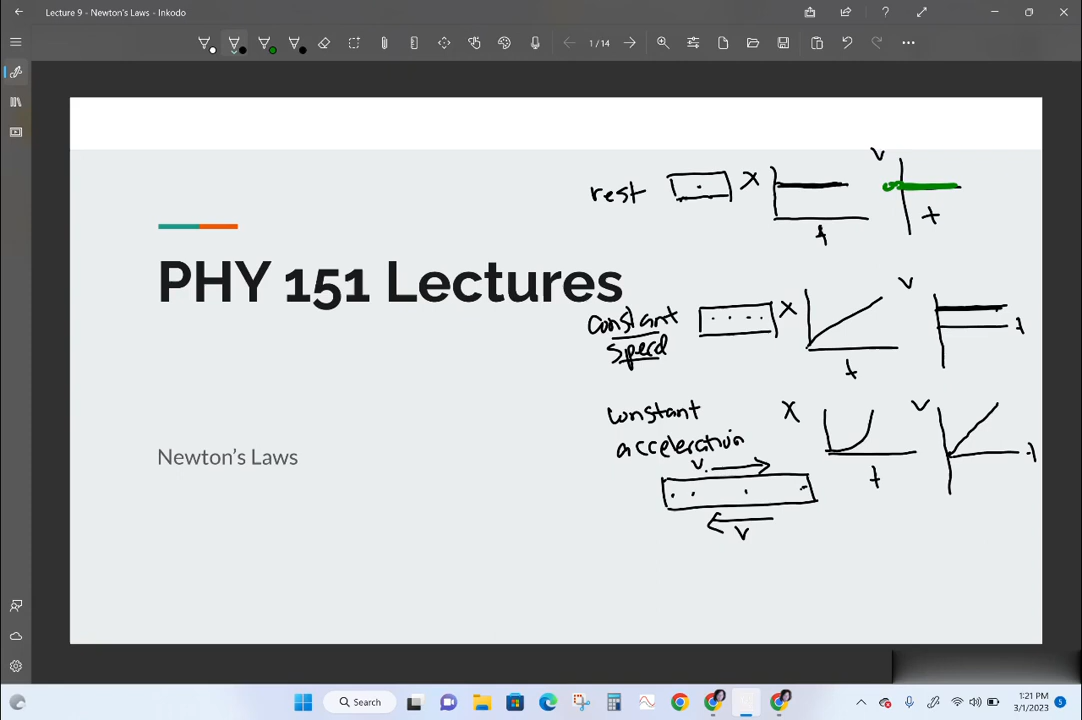 Lecture 9 - Newton's Laws - Inkodo
1 / 14
rest
x
t
v
t
PHY 151 Lectures
constant
speed
x
t
v
t
Newton's Laws
constant
acceleration
v
v
x
t
v
t
Search
1:21 PM
3/1/2023
5